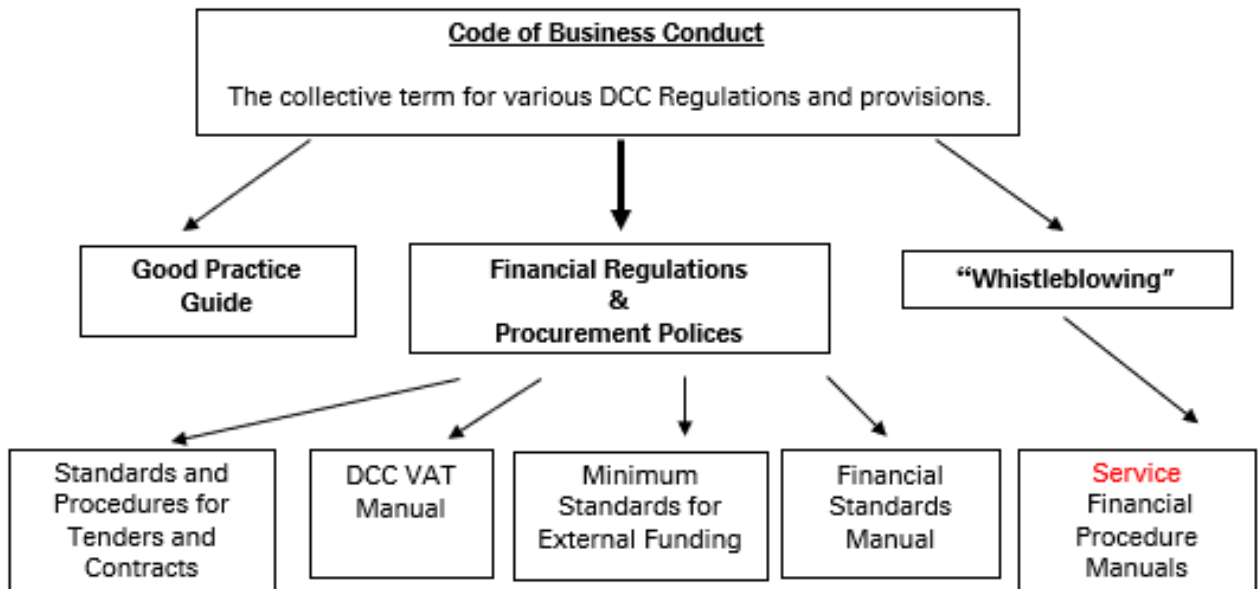 Code of Business Conduct
The collective term for various DCC Regulations and provisions.
Good Practice
Guide
Financial Regulations
&
Procurement Polices
“Whistleblowing”
Standards and
Procedures for
Tenders and
Contracts
DCC VAT
Manual
Minimum
Standards for
External Funding
Financial
Standards
Manual
Service
Financial
Procedure
Manuals